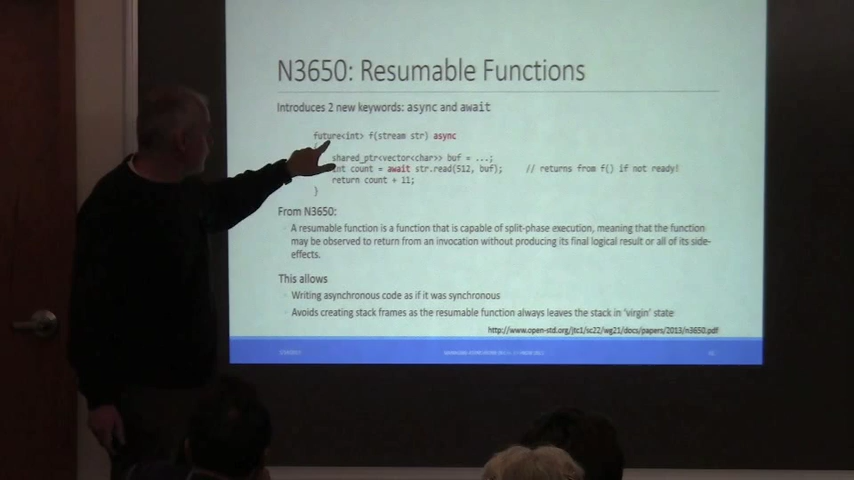 N3650: Resumable Functions
Introduces 2 new keywords: async and await
future<int> f(stream str) async
{
shared_ptr<vector<char>> buf = ...;
int count = await str.read(512, buf); // returns from f() if not ready!
return count + 11;
}
From N3650:
A resumable function is a function that is capable of split-phase execution, meaning that the function
may be observed to return from an invocation without producing its final logical result or all of its side-
effects.
This allows
Writing asynchronous code as if it was synchronous
Avoids creating stack frames as the resumable function always leaves the stack in 'virgin' state
http://www.open-std.org/jtc1/sc22/wg21/docs/papers/2013/n3650.pdf